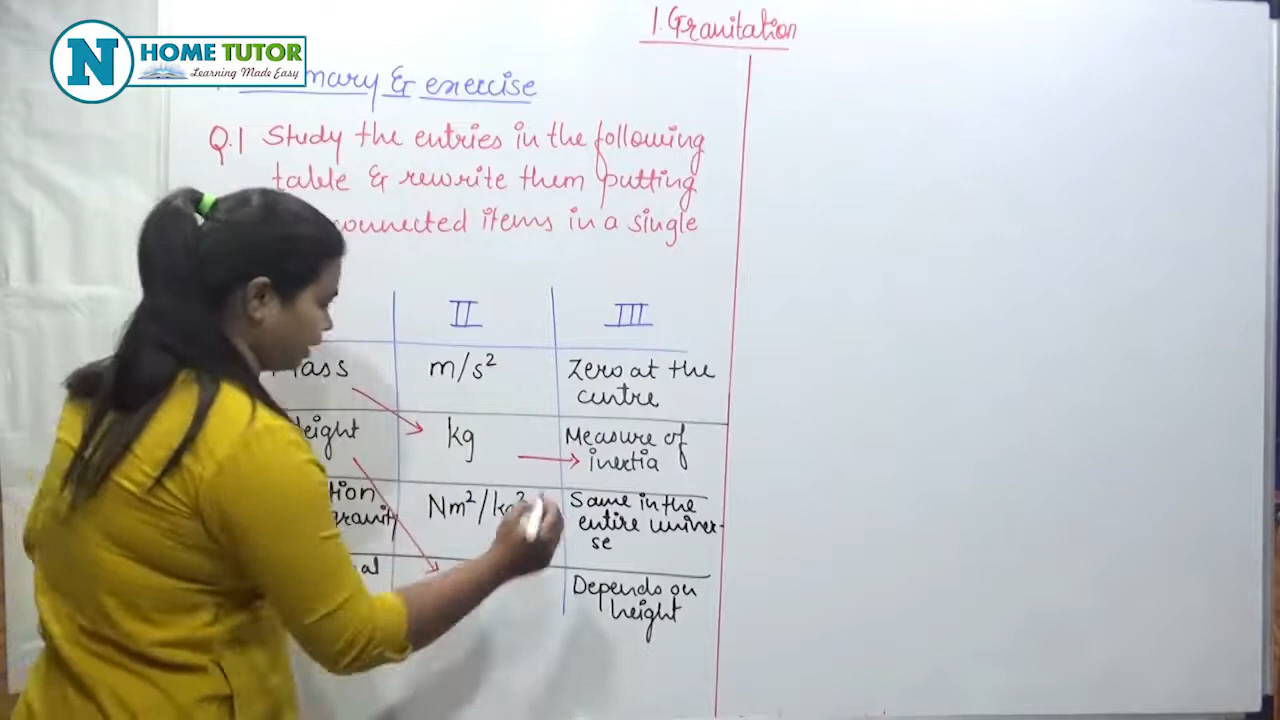 1. Gravitation
N HOME TUTOR
Learning Made Easy
& exercise
Q.1 Study the entries in the following
table & rewrite them putting
connected items in a single
II III
Mass m/s² Zero at the
centre
kg Measure of
inertia
Nm²/kg² Same in the
entire univer-
se
Depends on
height